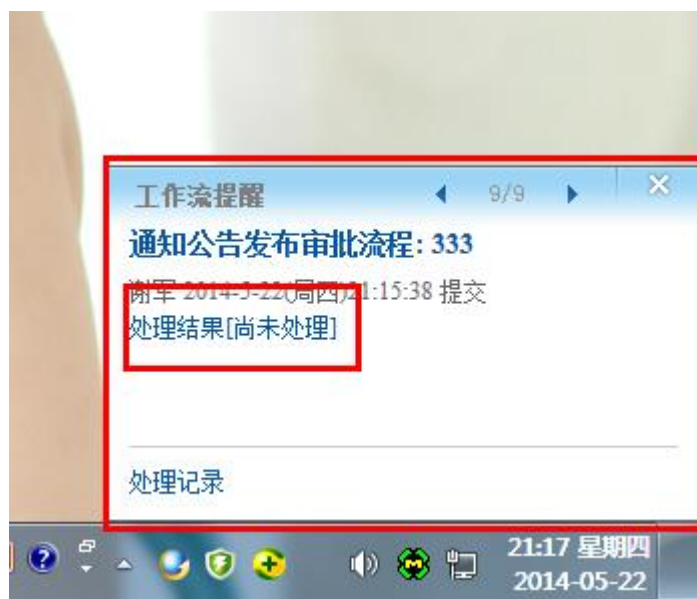 工作流提醒 9/9
通知公告发布审批流程: 333
谢军 2014-5-22(周四)21:15:38 提交
处理结果[尚未处理]
处理记录
21:17 星期四
2014-05-22